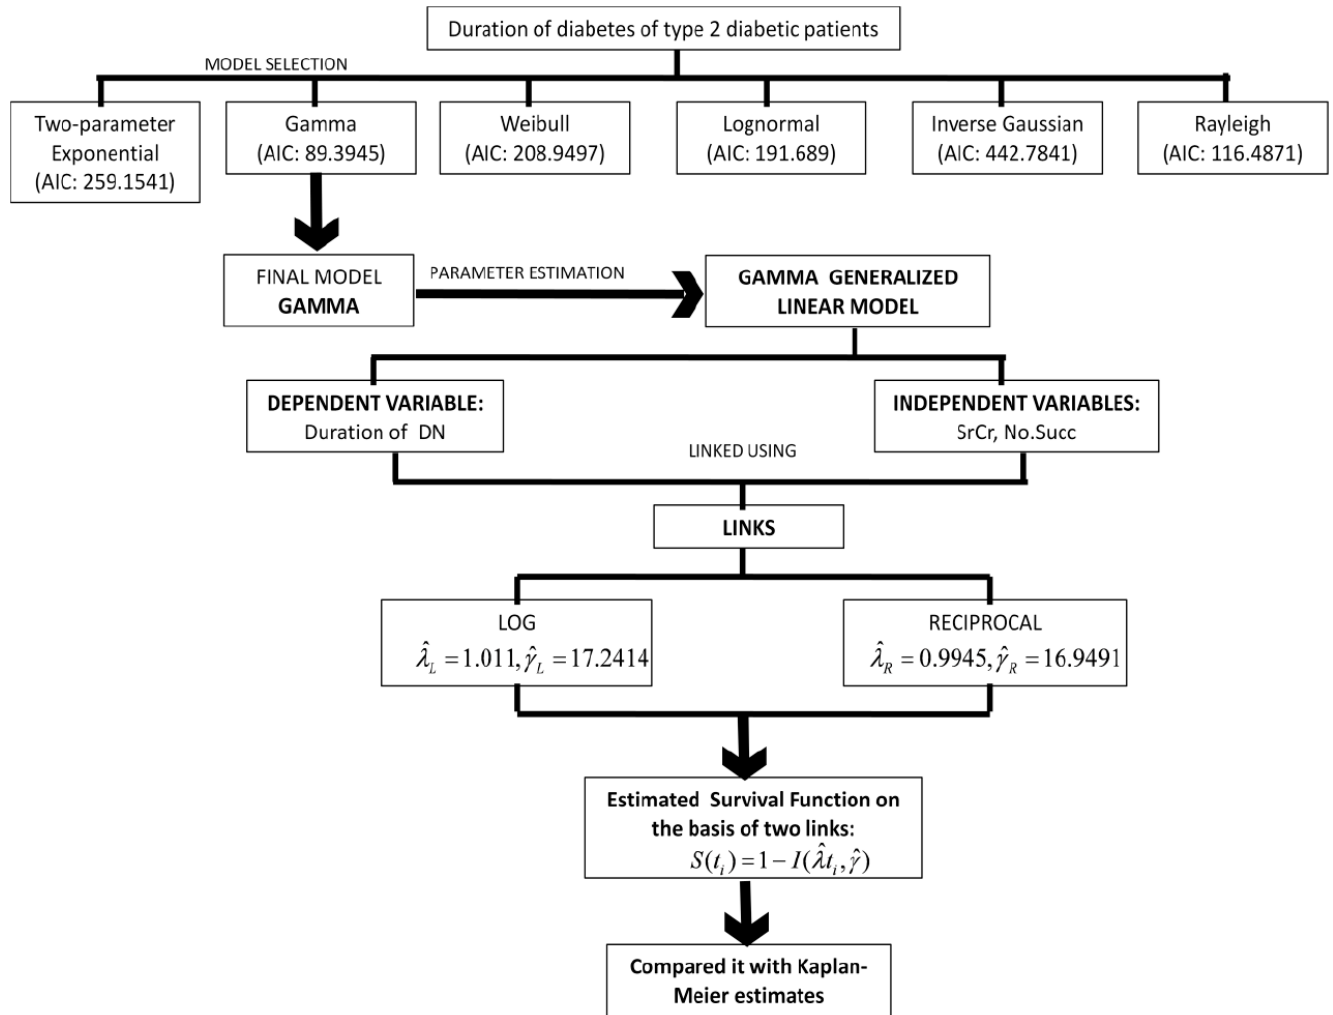 Duration of diabetes of type 2 diabetic patients
MODEL SELECTION
Two-parameter
Exponential
(AIC: 259.1541)
Gamma
(AIC: 89.3945)
Weibull
(AIC: 208.9497)
Lognormal
(AIC: 191.689)
Inverse Gaussian
(AIC: 442.7841)
Rayleigh
(AIC: 116.4871)
FINAL MODEL
GAMMA
PARAMETER ESTIMATION
GAMMA GENERALIZED
LINEAR MODEL
DEPENDENT VARIABLE:
Duration of DN
INDEPENDENT VARIABLES:
SrCr, No.Succ
LINKED USING
LINKS
LOG
λ̂_L = 1.011, γ̂_L = 17.2414
RECIPROCAL
λ̂_R = 0.9945, γ̂_R = 16.9491
Estimated Survival Function on
the basis of two links:
S(t_i) = 1 − I(λ̂t_i, γ̂)
Compared it with Kaplan-
Meier estimates